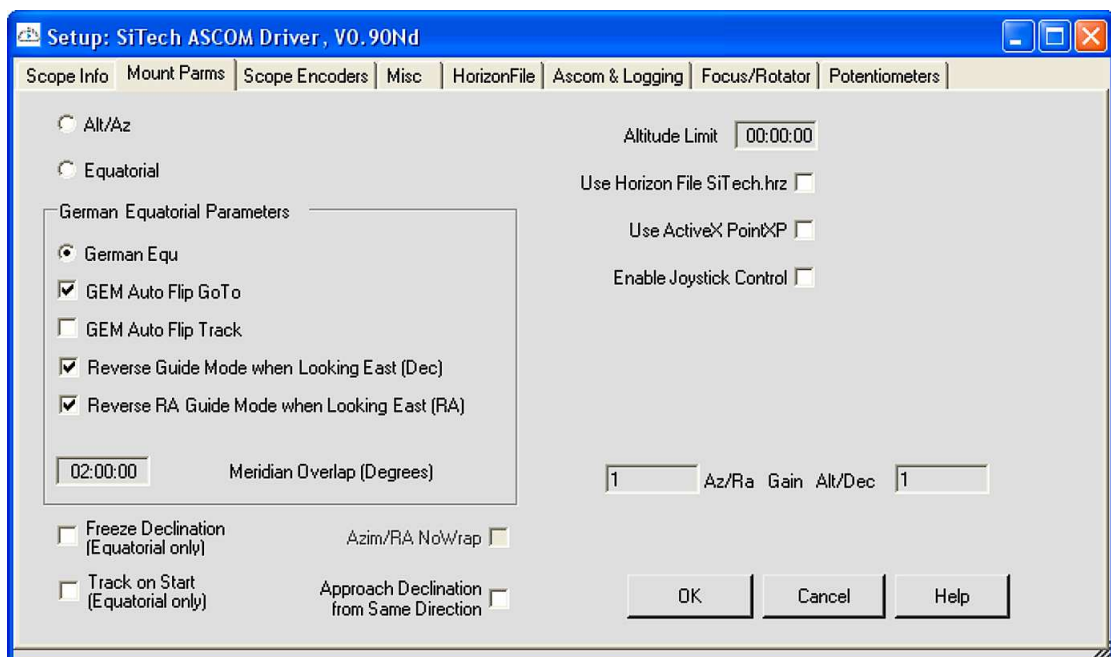 Setup: SiTech ASCOM Driver, V0.90Nd
Scope Info Mount Parms Scope Encoders Misc HorizonFile Ascom & Logging Focus/Rotator Potentiometers
Alt/Az
Equatorial
German Equatorial Parameters
German Equ
GEM Auto Flip GoTo
GEM Auto Flip Track
Reverse Guide Mode when Looking East (Dec)
Reverse RA Guide Mode when Looking East (RA)
02:00:00 Meridian Overlap (Degrees)
Freeze Declination
(Equatorial only)
Azim/RA NoWrap
Track on Start
(Equatorial only)
Approach Declination
from Same Direction
Altitude Limit 00:00:00
Use Horizon File SiTech.hrz
Use ActiveX PointXP
Enable Joystick Control
1 Az/Ra Gain Alt/Dec 1
OK Cancel Help